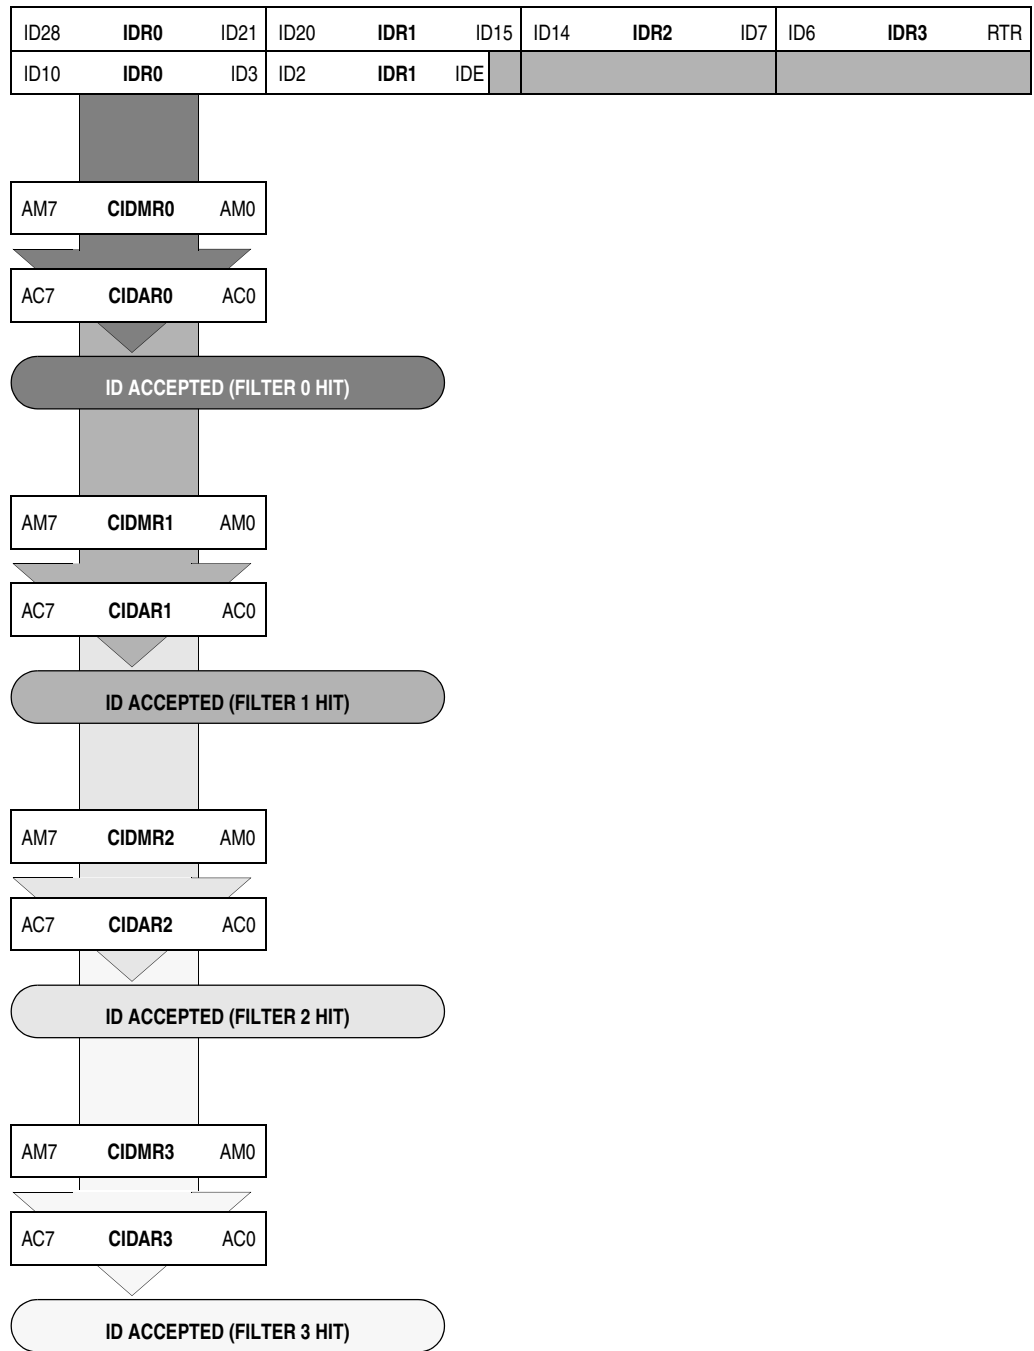 ID28 IDR0 ID21 ID20 IDR1 ID15 ID14 IDR2 ID7 ID6 IDR3 RTR
ID10 IDR0 ID3 ID2 IDR1 IDE
AM7 CIDMR0 AM0
AC7 CIDAR0 AC0
ID ACCEPTED (FILTER 0 HIT)
AM7 CIDMR1 AM0
AC7 CIDAR1 AC0
ID ACCEPTED (FILTER 1 HIT)
AM7 CIDMR2 AM0
AC7 CIDAR2 AC0
ID ACCEPTED (FILTER 2 HIT)
AM7 CIDMR3 AM0
AC7 CIDAR3 AC0
ID ACCEPTED (FILTER 3 HIT)